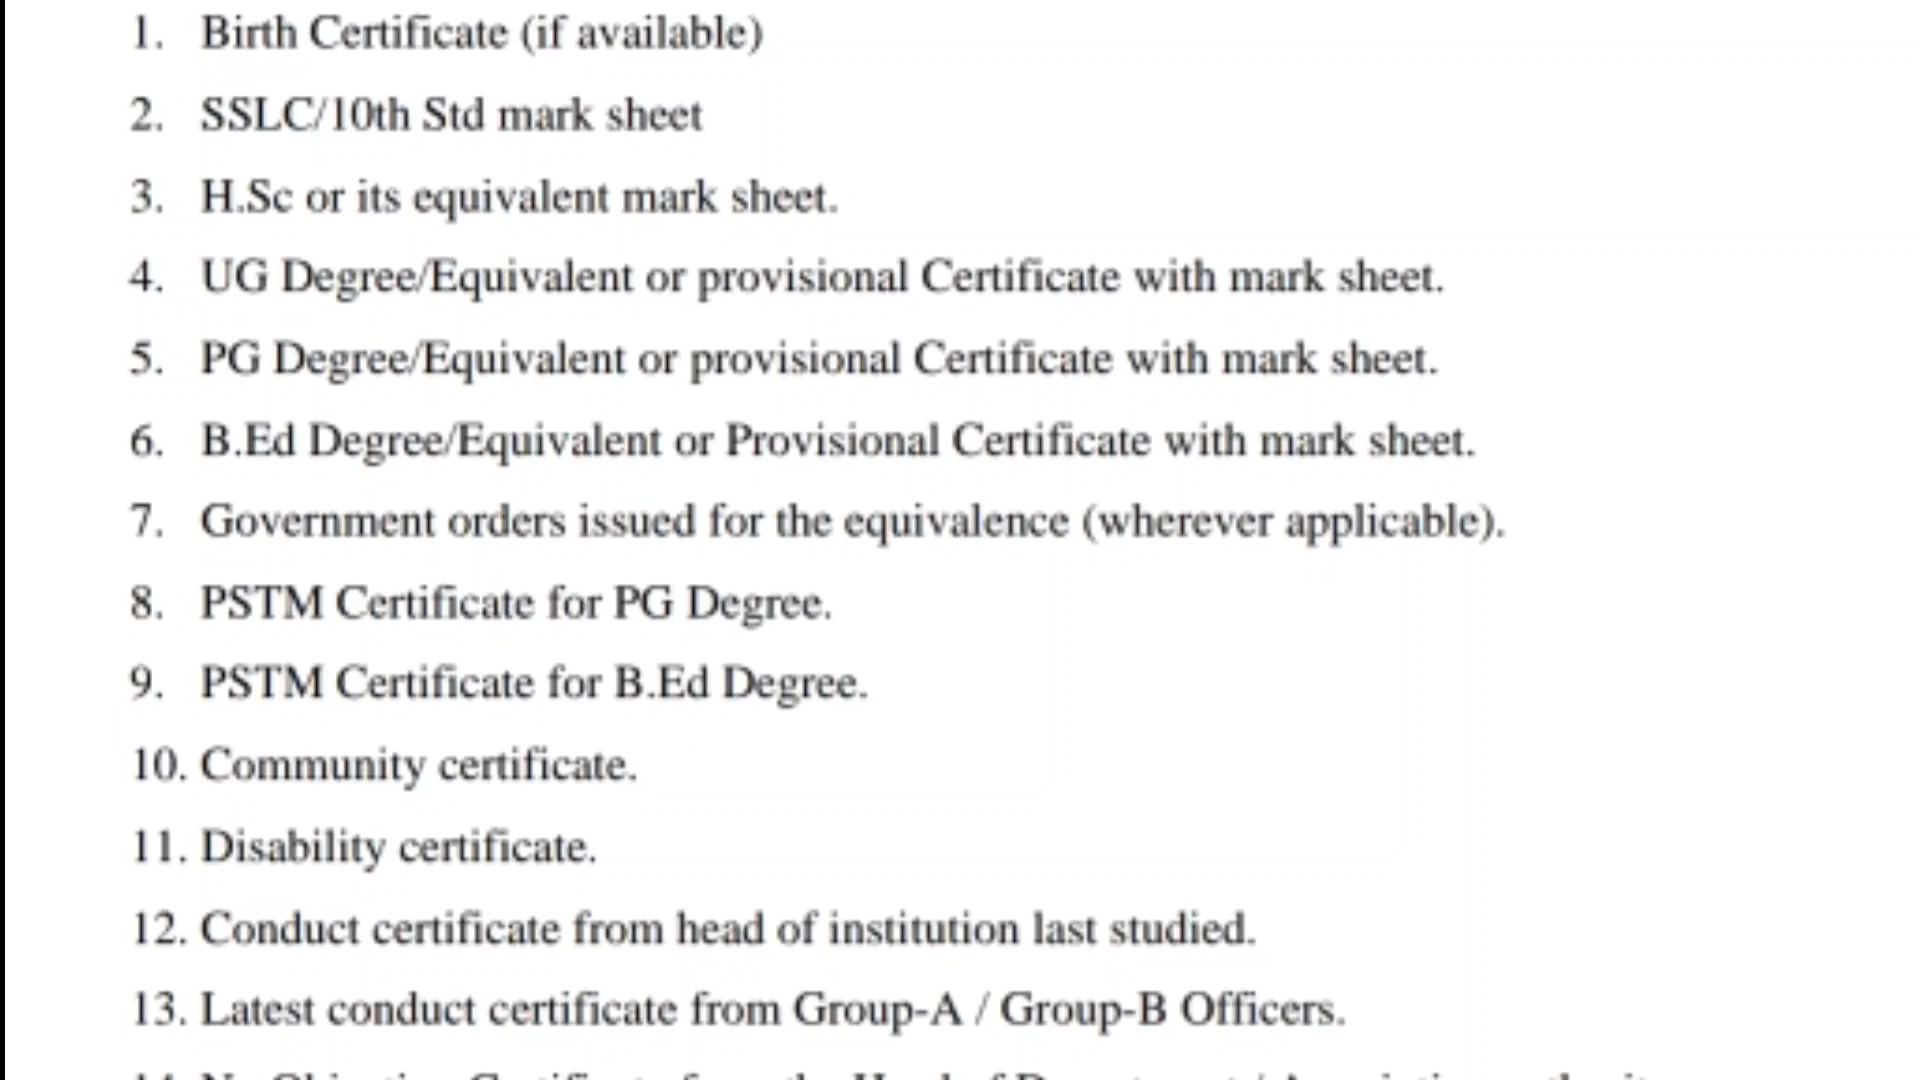 1. Birth Certificate (if available)
2. SSLC/10th Std mark sheet
3. H.Sc or its equivalent mark sheet.
4. UG Degree/Equivalent or provisional Certificate with mark sheet.
5. PG Degree/Equivalent or provisional Certificate with mark sheet.
6. B.Ed Degree/Equivalent or Provisional Certificate with mark sheet.
7. Government orders issued for the equivalence (wherever applicable).
8. PSTM Certificate for PG Degree.
9. PSTM Certificate for B.Ed Degree.
10. Community certificate.
11. Disability certificate.
12. Conduct certificate from head of institution last studied.
13. Latest conduct certificate from Group-A / Group-B Officers.